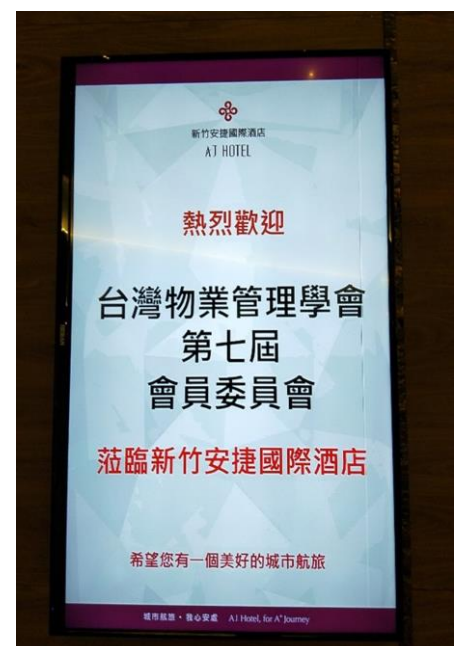 新竹安捷國際酒店
AJ HOTEL
熱烈歡迎
台灣物業管理學會
第七屆
會員委員會
蒞臨新竹安捷國際酒店
希望您有一個美好的城市航旅
城市航旅・我心安處 AJ Hotel, for A⁺ Journey